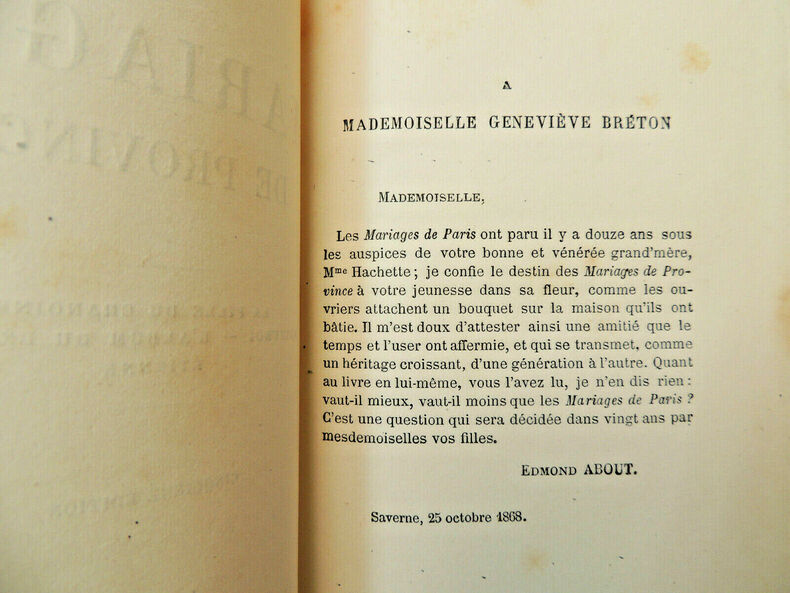 A
MADEMOISELLE GENEVIÈVE BRÉTON
MADEMOISELLE,
Les Mariages de Paris ont paru il y a douze ans sous
les auspices de votre bonne et vénérée grand'mère,
Mme Hachette ; je confie le destin des Mariages de Pro-
vince à votre jeunesse dans sa fleur, comme les ou-
vriers attachent un bouquet sur la maison qu'ils ont
bâtie. Il m'est doux d'attester ainsi une amitié que le
temps et l'user ont affermie, et qui se transmet, comme
un héritage croissant, d'une génération à l'autre. Quant
au livre en lui-même, vous l'avez lu, je n'en dis rien :
vaut-il mieux, vaut-il moins que les Mariages de Paris ?
C'est une question qui sera décidée dans vingt ans par
mesdemoiselles vos filles.
EDMOND ABOUT.
Saverne, 25 octobre 1868.